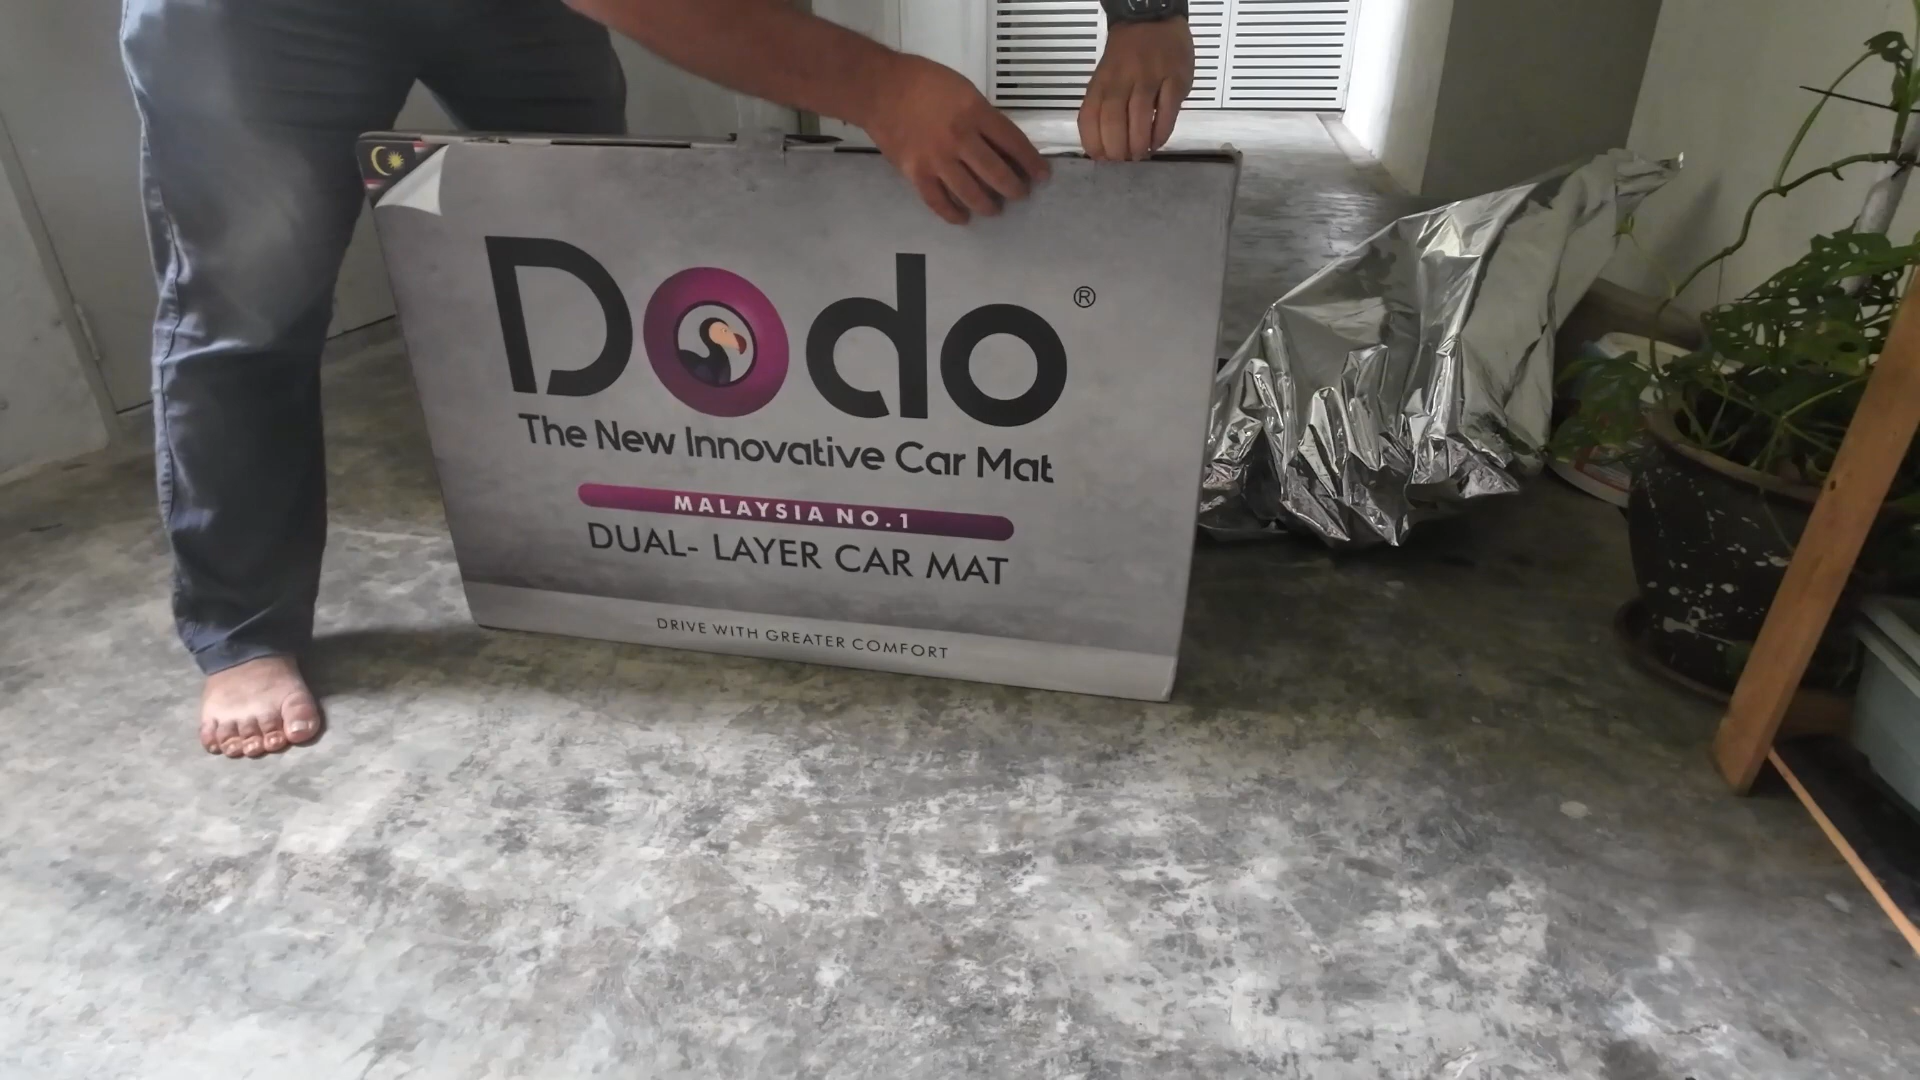 Dodo®
The New Innovative Car Mat
MALAYSIA NO.1
DUAL- LAYER CAR MAT
DRIVE WITH GREATER COMFORT